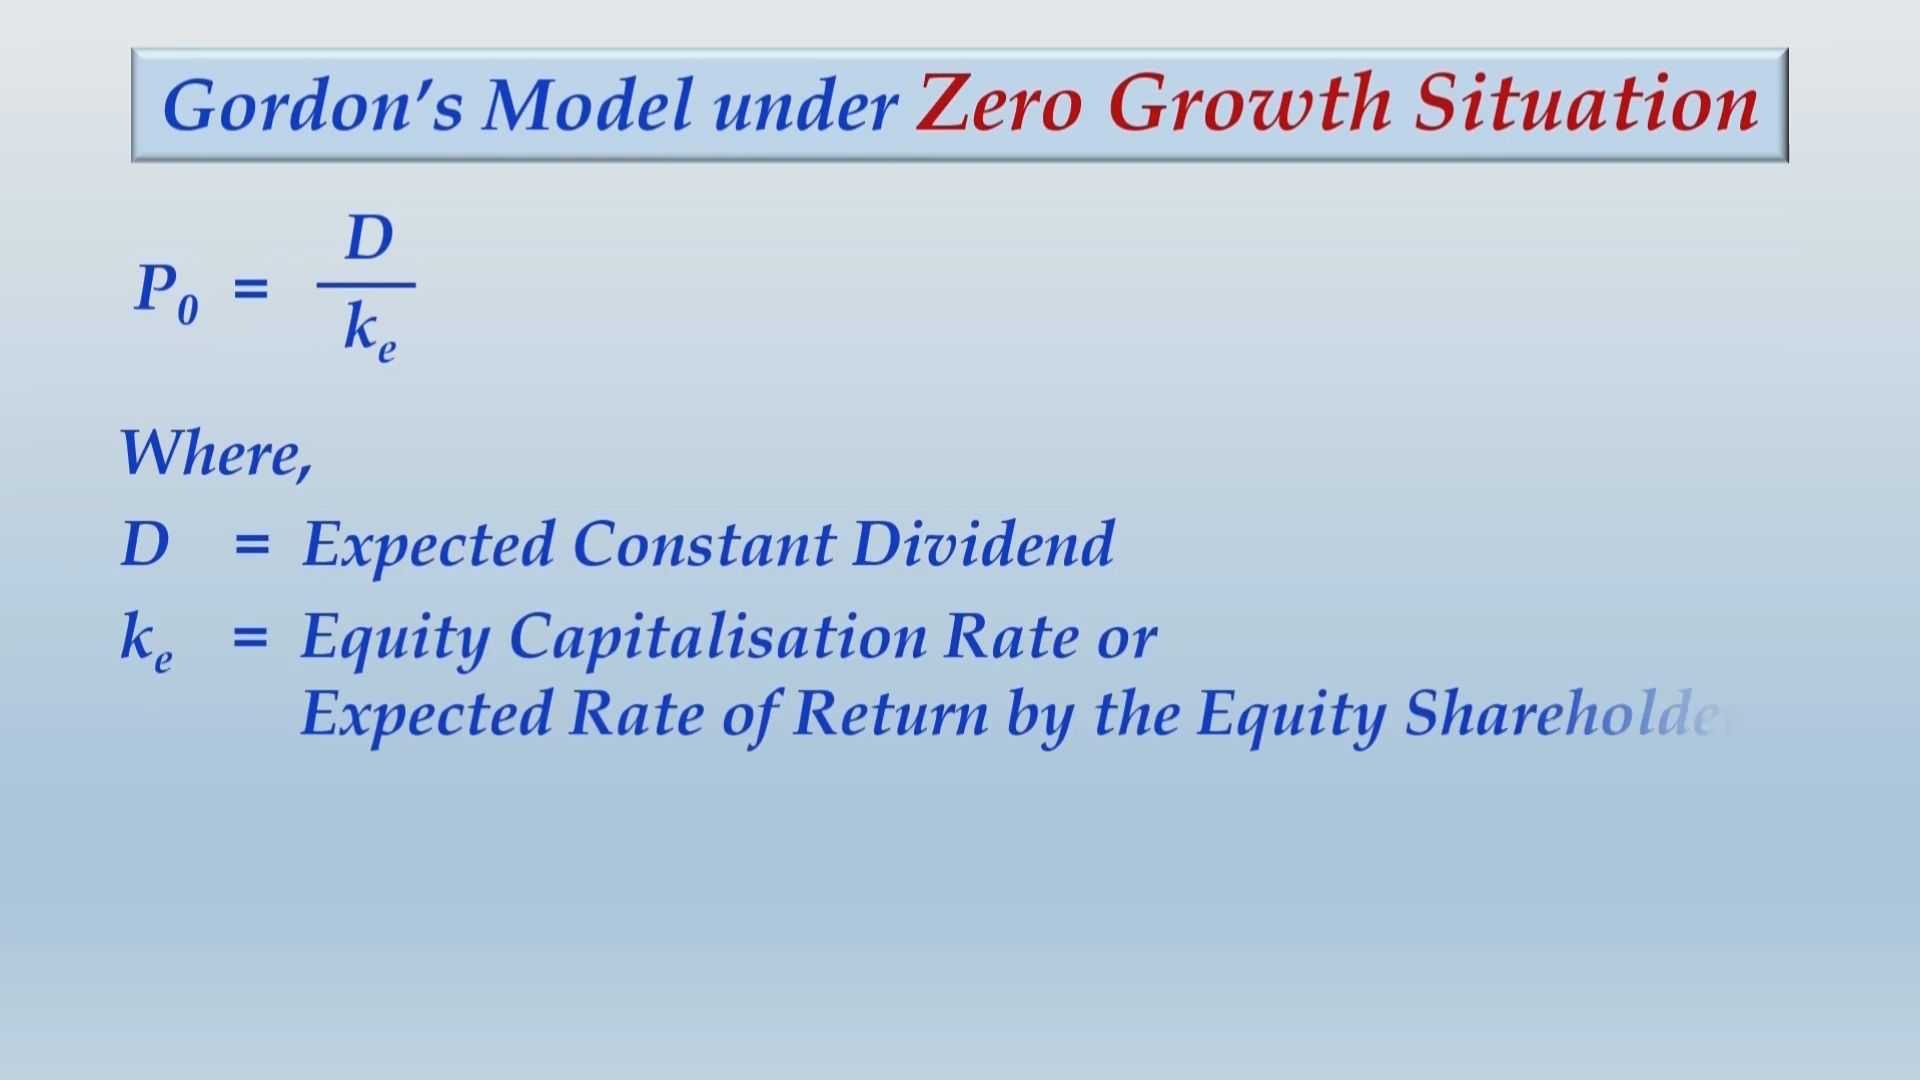 Gordon's Model under Zero Growth Situation
P₀ = D / kₑ
Where,
D = Expected Constant Dividend
kₑ = Equity Capitalisation Rate or
Expected Rate of Return by the Equity